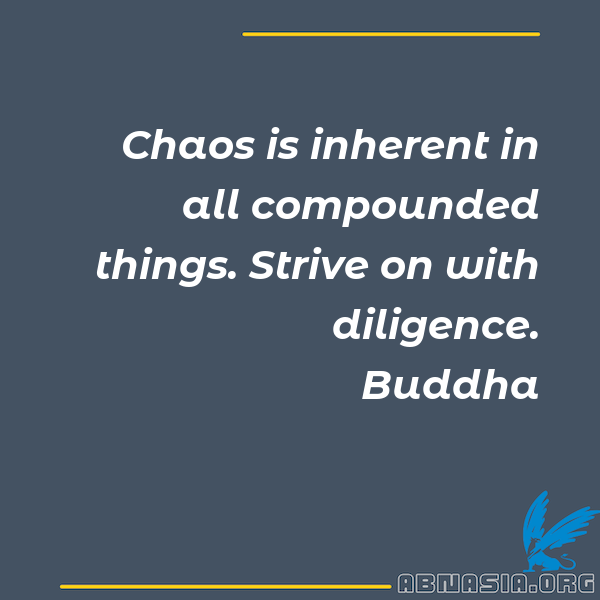 Chaos is inherent in
all compounded
things. Strive on with
diligence.
Buddha
ABNASIA.ORG